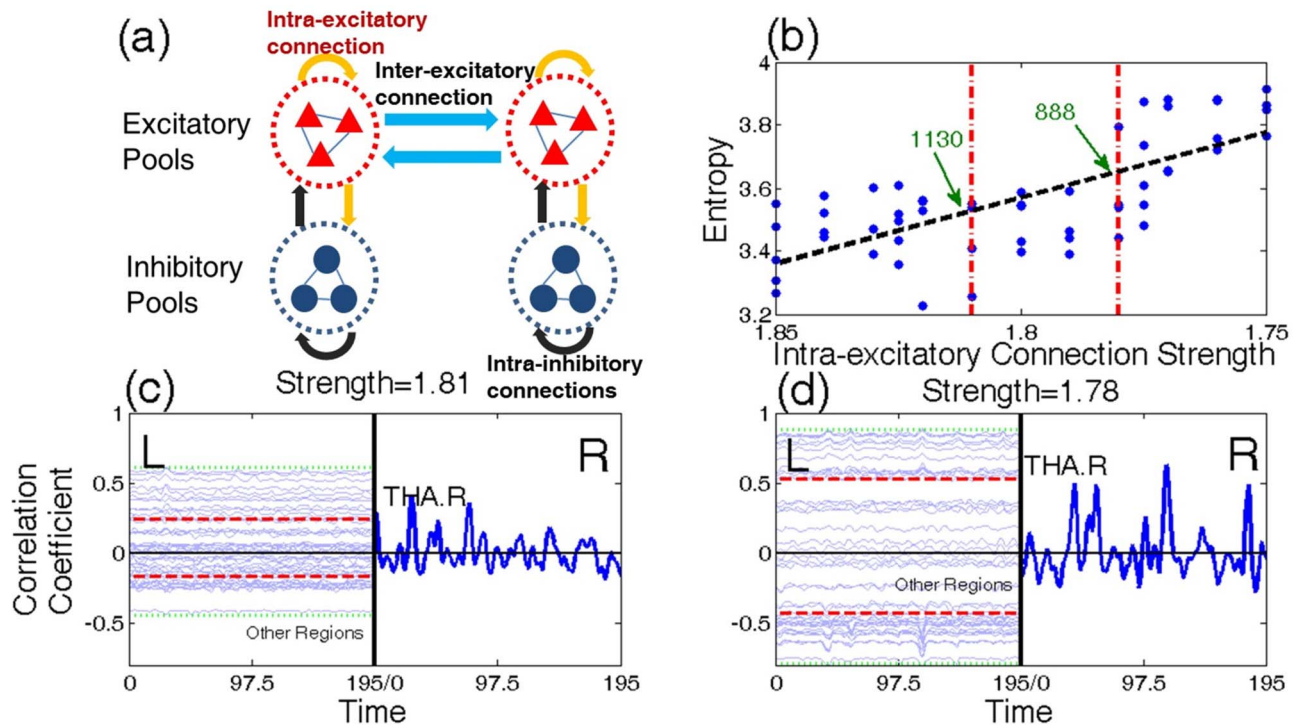 (a)
Intra-excitatory
connection
Inter-excitatory
connection
Excitatory
Pools
Inhibitory
Pools
Intra-inhibitory
connections
(b)
4
3.8
3.6
3.4
3.2
Entropy
1130
888
1.85
1.8
1.75
Intra-excitatory Connection Strength
(c)
Strength=1.81
1
0.5
0
-0.5
Correlation
Coefficient
L
R
THA.R
Other Regions
0
97.5
195/0
97.5
195
Time
(d)
Strength=1.78
1
0.5
0
-0.5
L
R
THA.R
Other Regions
0
97.5
195/0
97.5
195
Time